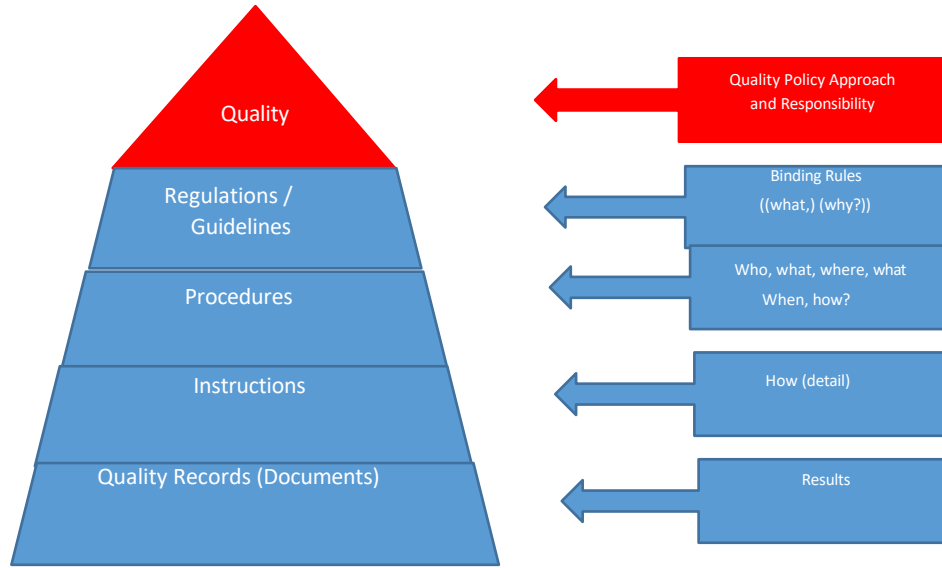 Quality
Quality Policy Approach
and Responsibility
Regulations /
Guidelines
Binding Rules
((what,) (why?))
Procedures
Who, what, where, what
When, how?
Instructions
How (detail)
Quality Records (Documents)
Results